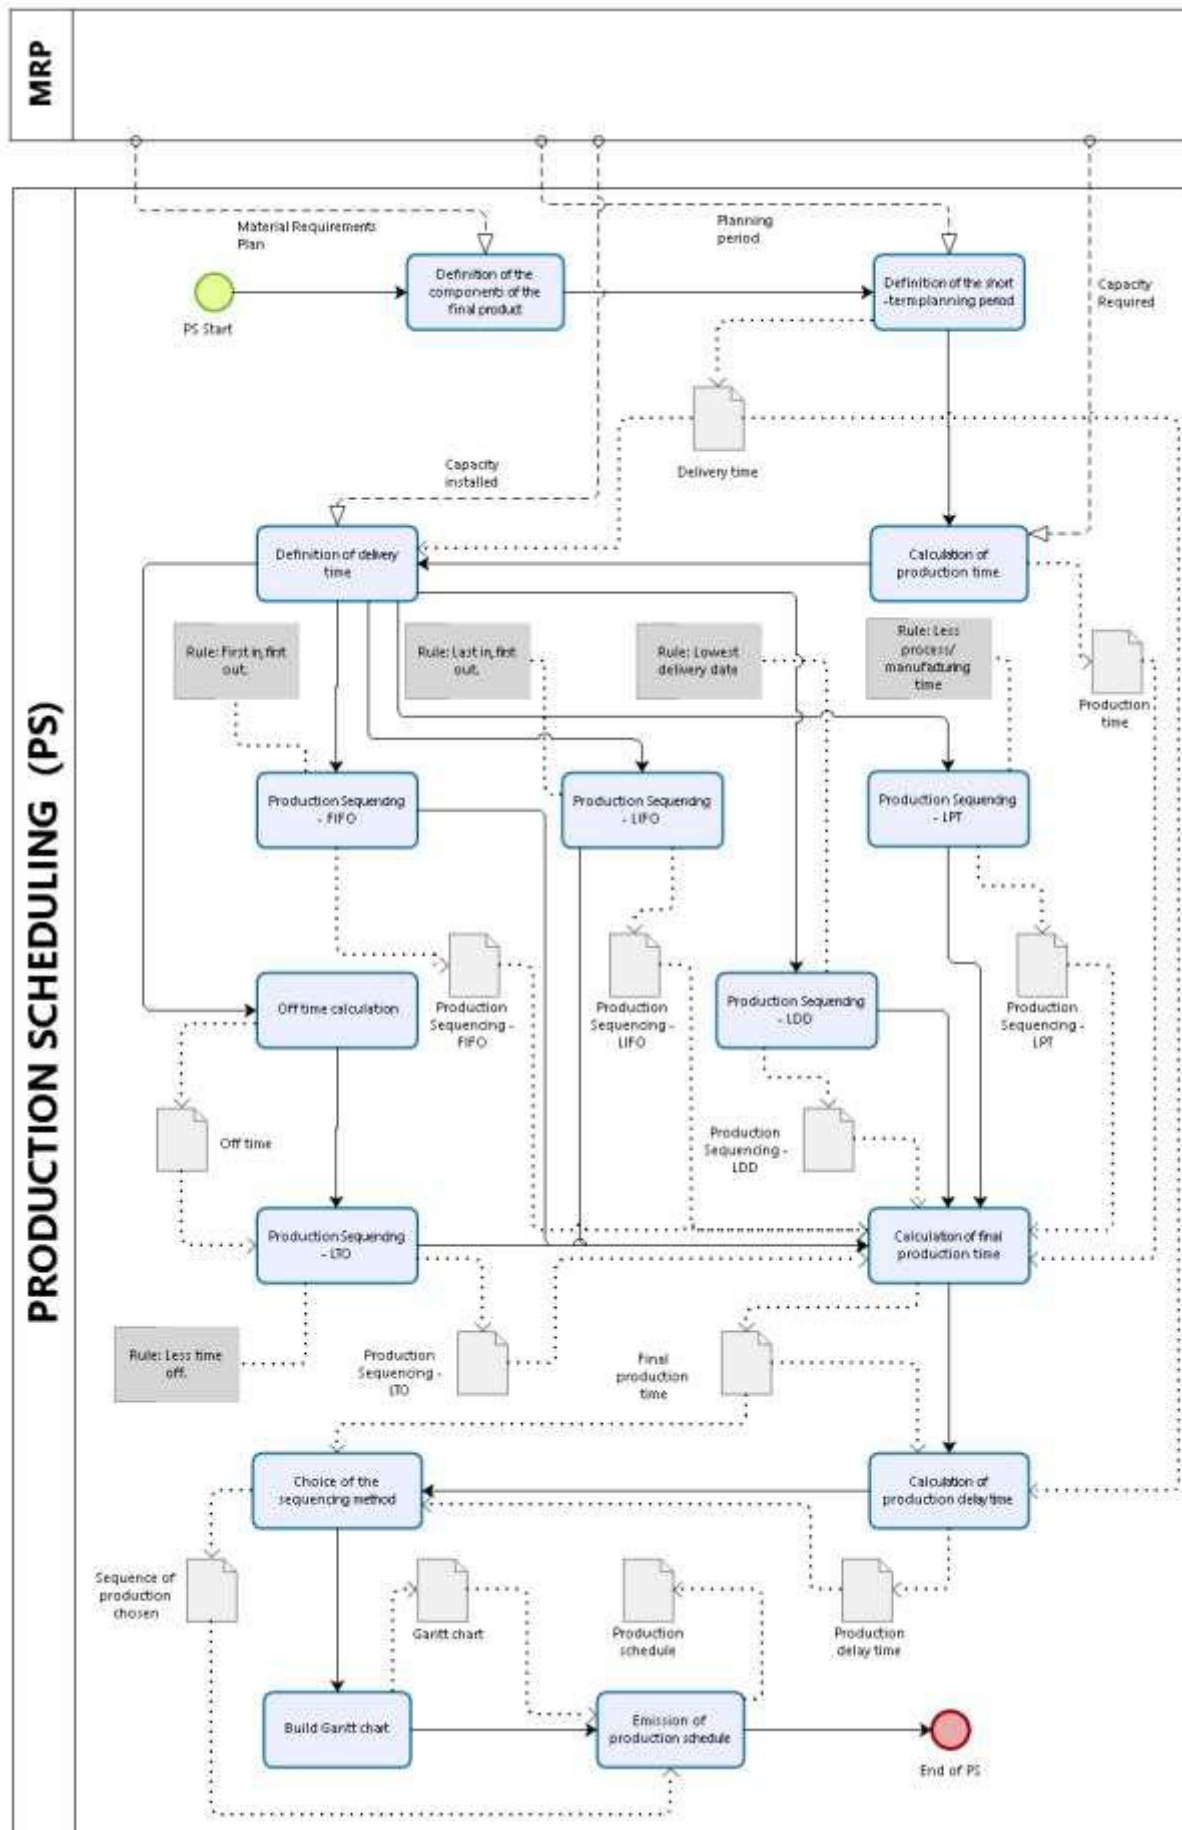 MRP
PRODUCTION SCHEDULING (PS)
Material Requirements
Plan
Planning
period
PS Start
Definition of the
components of the
final product
Definition of the short
-term planning period
Capacity
Required
Delivery time
Capacity
installed
Definition of delivery
time
Calculation of
production time
Rule: First in, first
out.
Rule: Last in, first
out.
Rule: Lowest
delivery date
Rule: Less
process/
manufacturing
time
Production
time
Production Sequencing
- FIFO
Production Sequencing
- LIFO
Production Sequencing
- LPT
Off time calculation
Production
Sequencing -
FIFO
Production
Sequencing -
LIFO
Production Sequencing
- LDD
Production
Sequencing -
LPT
Off time
Production
Sequencing -
LDD
Production Sequencing
- LTO
Calculation of final
production time
Rule: Less time
off.
Production
Sequencing -
LTO
Final
production
time
Choice of the
sequencing method
Calculation of
production delay time
Sequence of
production
chosen
Gantt chart
Production
schedule
Production
delay time
Build Gantt chart
Emission of
production schedule
End of PS